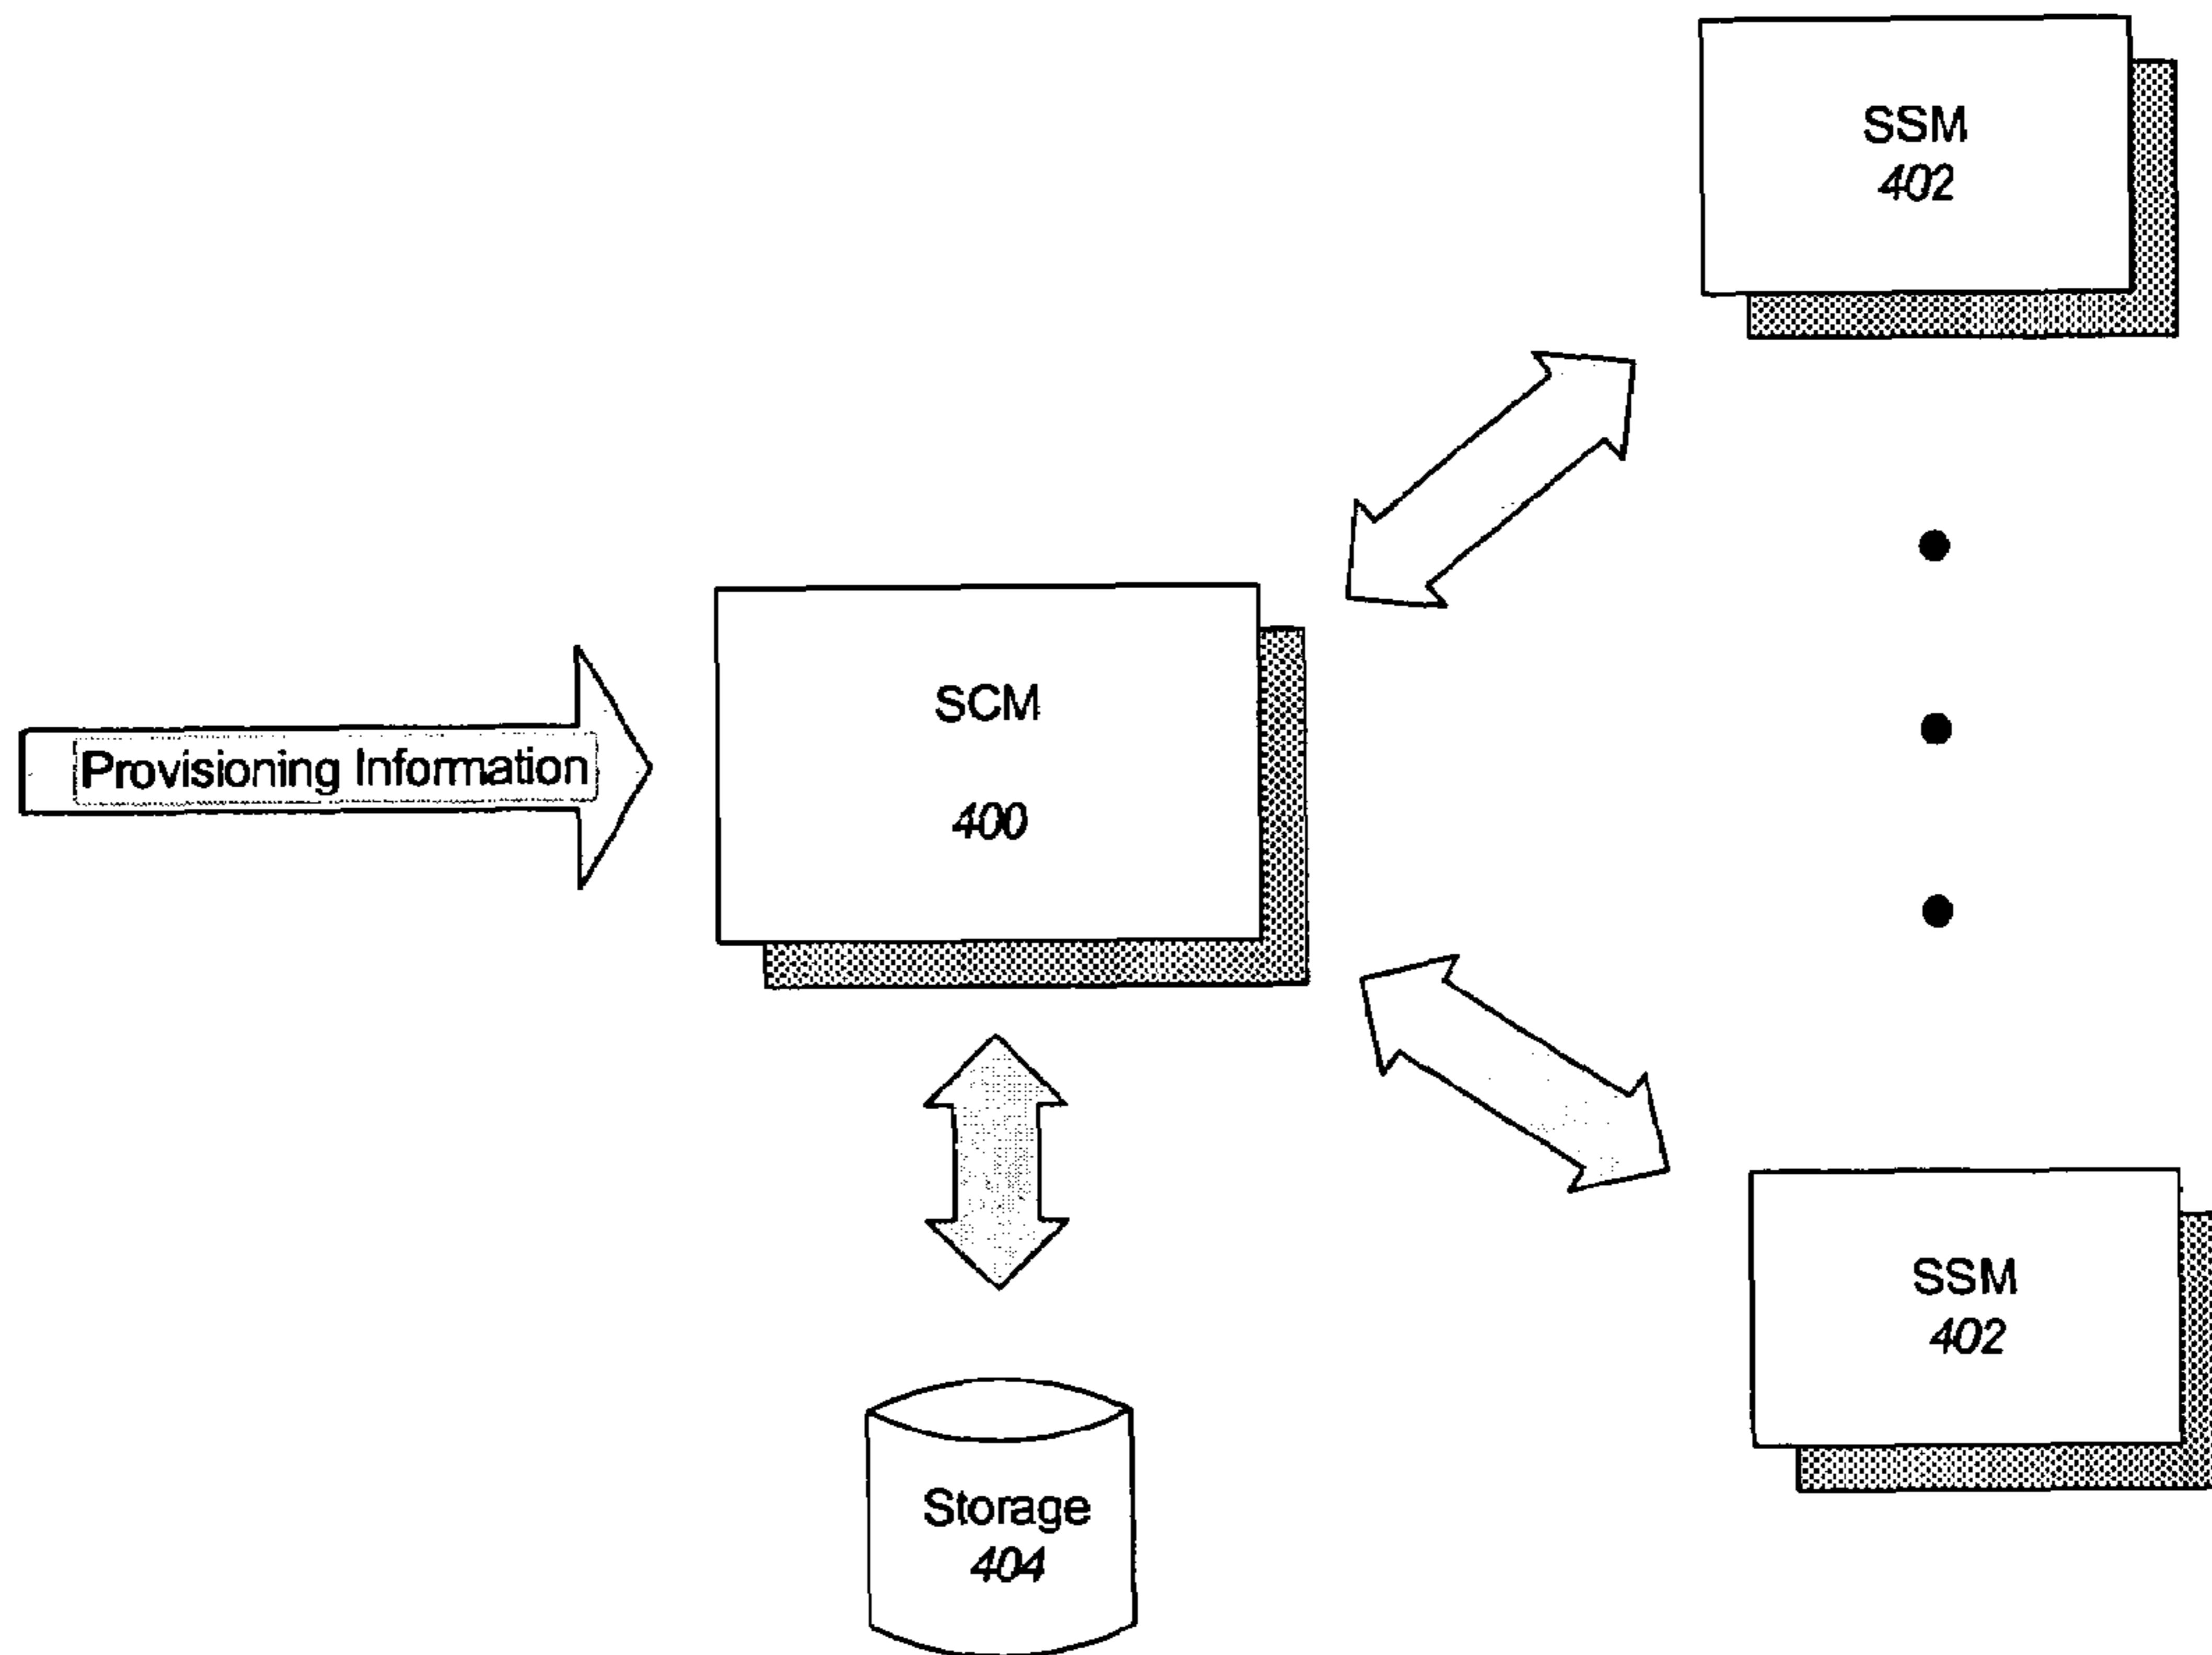 SSM
402
Provisioning Information
SCM
400
SSM
402
Storage
404